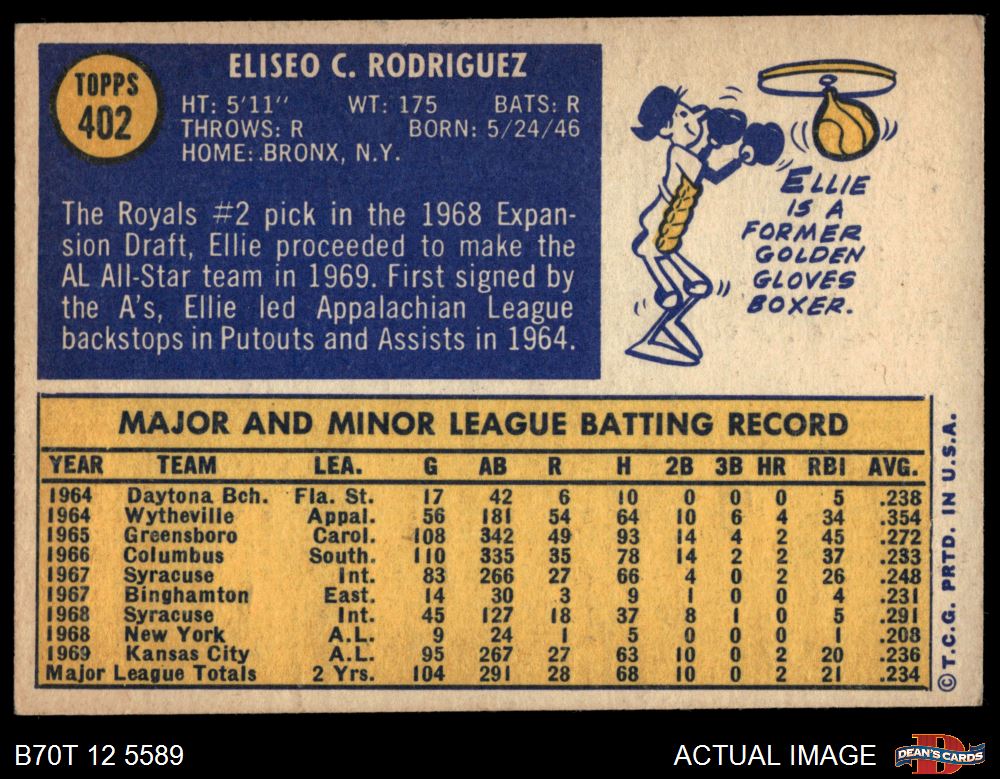 TOPPS
402
ELISEO C. RODRIGUEZ
HT: 5'11" WT: 175 BATS: R
THROWS: R BORN: 5/24/46
HOME: BRONX, N.Y.
The Royals #2 pick in the 1968 Expan-
sion Draft, Ellie proceeded to make the
AL All-Star team in 1969. First signed by
the A's, Ellie led Appalachian League
backstops in Putouts and Assists in 1964.
ELLIE
IS A
FORMER
GOLDEN
GLOVES
BOXER.
MAJOR AND MINOR LEAGUE BATTING RECORD
YEAR TEAM LEA. G AB R H 2B 3B HR RBI AVG.
1964 Daytona Bch. Fla. St. 17 42 6 10 0 0 0 5 .238
1964 Wytheville Appal. 56 181 54 64 10 6 4 34 .354
1965 Greensboro Carol. 108 342 49 93 14 4 2 45 .272
1966 Columbus South. 110 335 35 78 14 2 2 37 .233
1967 Syracuse Int. 83 266 27 66 4 0 2 26 .248
1967 Binghamton East. 14 30 3 9 1 0 0 4 .231
1968 Syracuse Int. 45 127 18 37 8 1 0 5 .291
1968 New York A.L. 9 24 1 5 0 0 0 1 .208
1969 Kansas City A.L. 95 267 27 63 10 0 2 20 .236
Major League Totals 2 Yrs. 104 291 28 68 10 0 2 21 .234
©T.C.G. PRTD. IN U.S.A.
B70T 12 5589
ACTUAL IMAGE
DEAN'S CARDS